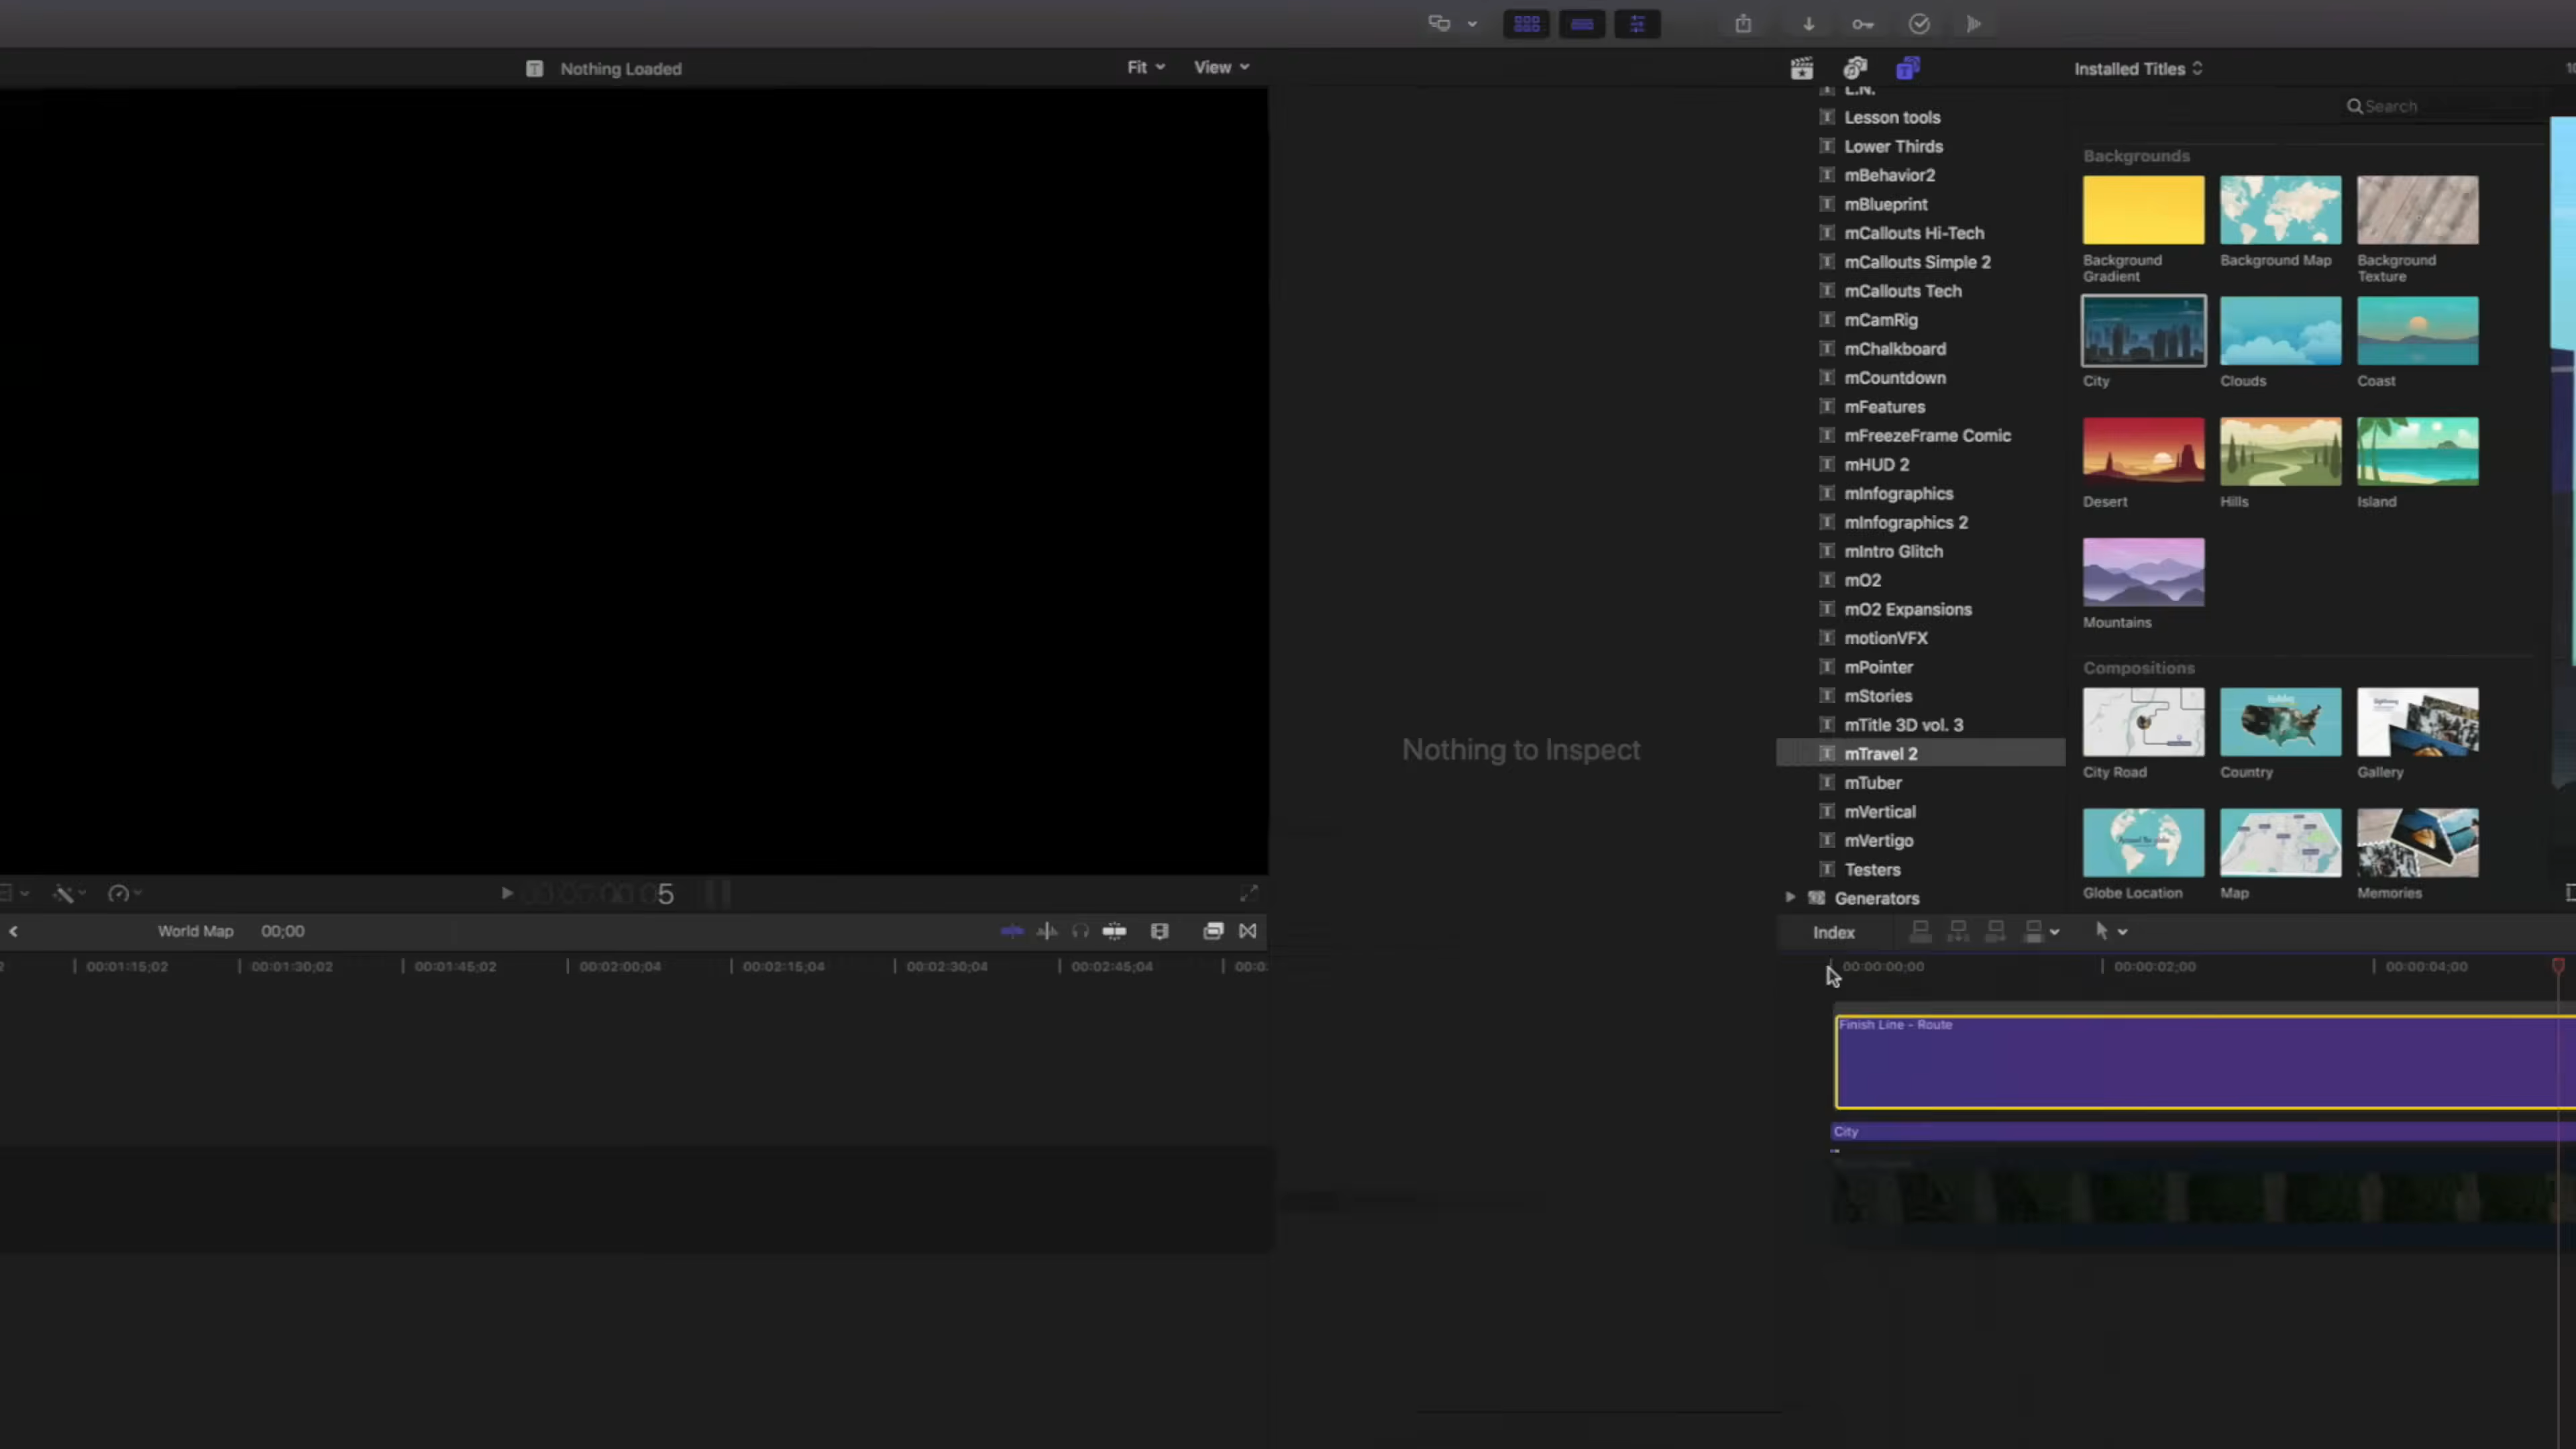 Nothing Loaded
Fit
View
Installed Titles
Search
L.N.
Lesson tools
Lower Thirds
mBehavior2
mBlueprint
mCallouts Hi-Tech
mCallouts Simple 2
mCallouts Tech
mCamRig
mChalkboard
mCountdown
mFeatures
mFreezeFrame Comic
mHUD 2
mInfographics
mInfographics 2
mIntro Glitch
mO2
mO2 Expansions
motionVFX
mPointer
mStories
mTitle 3D vol. 3
mTravel 2
mTuber
mVertical
mVertigo
Testers
Generators
Backgrounds
Background Gradient
Background Map
Background Texture
City
Clouds
Coast
Desert
Hills
Island
Mountains
Compositions
City Road
Country
Gallery
Globe Location
Map
Memories
Nothing to Inspect
5
World Map
00;00
00:01:15;02
00:01:30;02
00:01:45;02
00:02:00;04
00:02:15;04
00:02:30;04
00:02:45;04
00:0
Index
00:00:00;00
00:00:02;00
00:00:04;00
Finish Line - Route
City